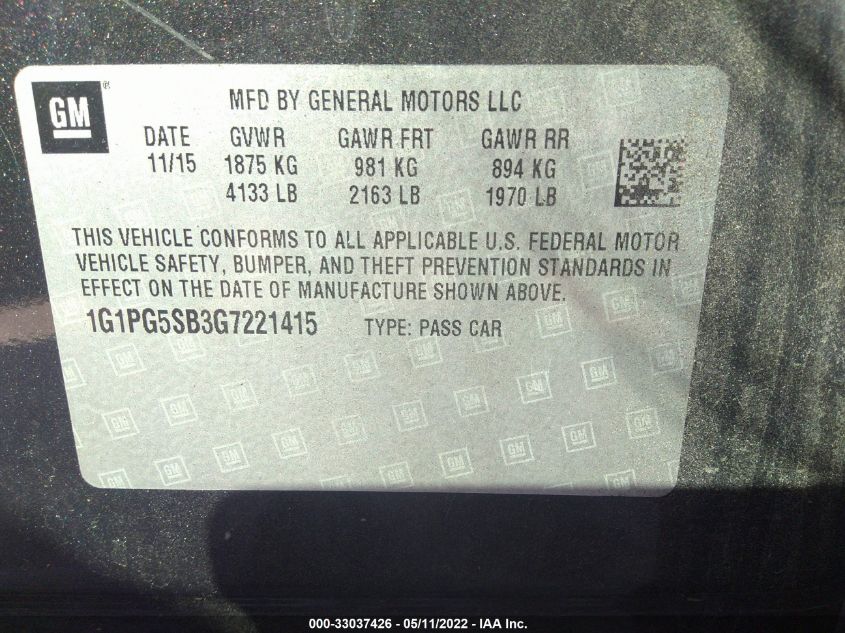 GM ®
MFD BY GENERAL MOTORS LLC
DATE GVWR GAWR FRT GAWR RR
11/15 1875 KG 981 KG 894 KG
4133 LB 2163 LB 1970 LB
THIS VEHICLE CONFORMS TO ALL APPLICABLE U.S. FEDERAL MOTOR
VEHICLE SAFETY, BUMPER, AND THEFT PREVENTION STANDARDS IN
EFFECT ON THE DATE OF MANUFACTURE SHOWN ABOVE.
1G1PG5SB3G7221415 TYPE: PASS CAR
000-33037426 - 05/11/2022 - IAA Inc.